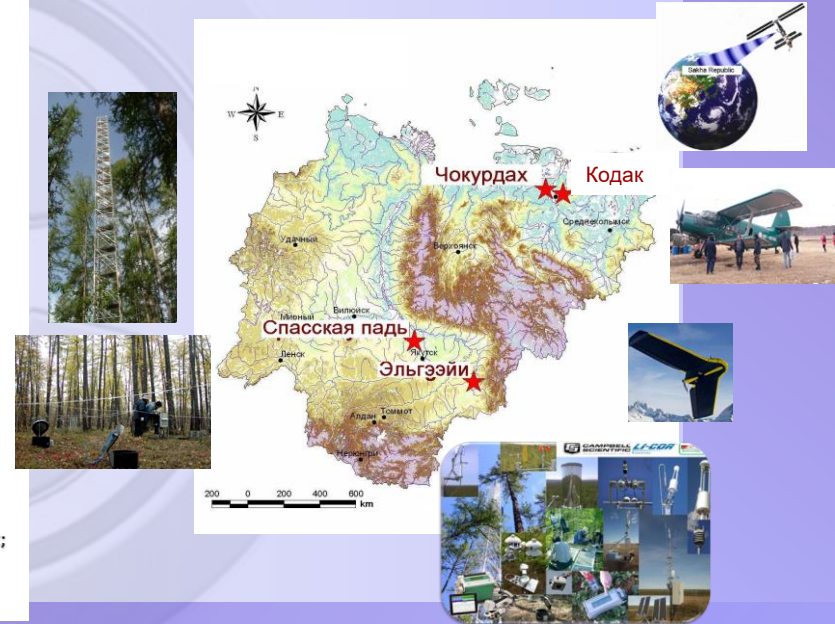 Sakha Republic
N
W E
S
Чокурдах
Кодак
Среднеколымск
Удачный
Верхоянск
Мирный
Вилюйск
Спасская падь
Ленск
Якутск
Эльгээйи
Алдан
Томмот
Нерюнгри
200 0 200 400 600
km
CAMPBELL SCIENTIFIC
LI-COR
;